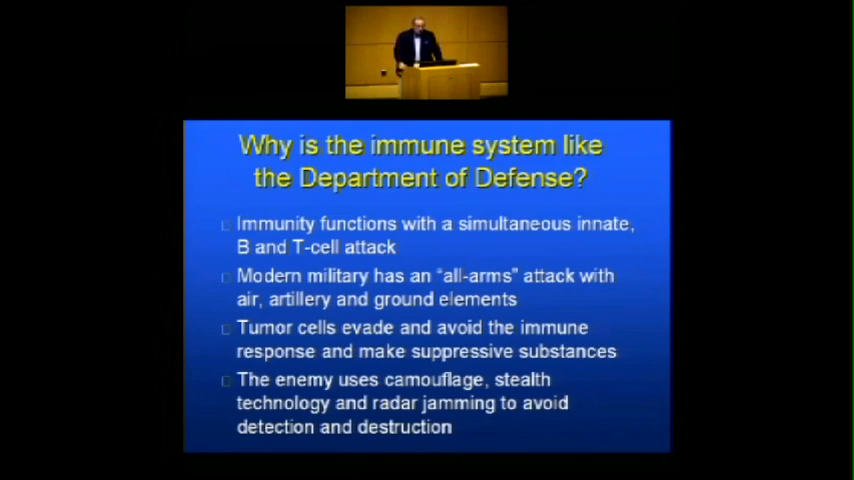 Why is the immune system like
the Department of Defense?
Immunity functions with a simultaneous innate,
B and T-cell attack
Modern military has an “all-arms” attack with
air, artillery and ground elements
Tumor cells evade and avoid the immune
response and make suppressive substances
The enemy uses camouflage, stealth
technology and radar jamming to avoid
detection and destruction